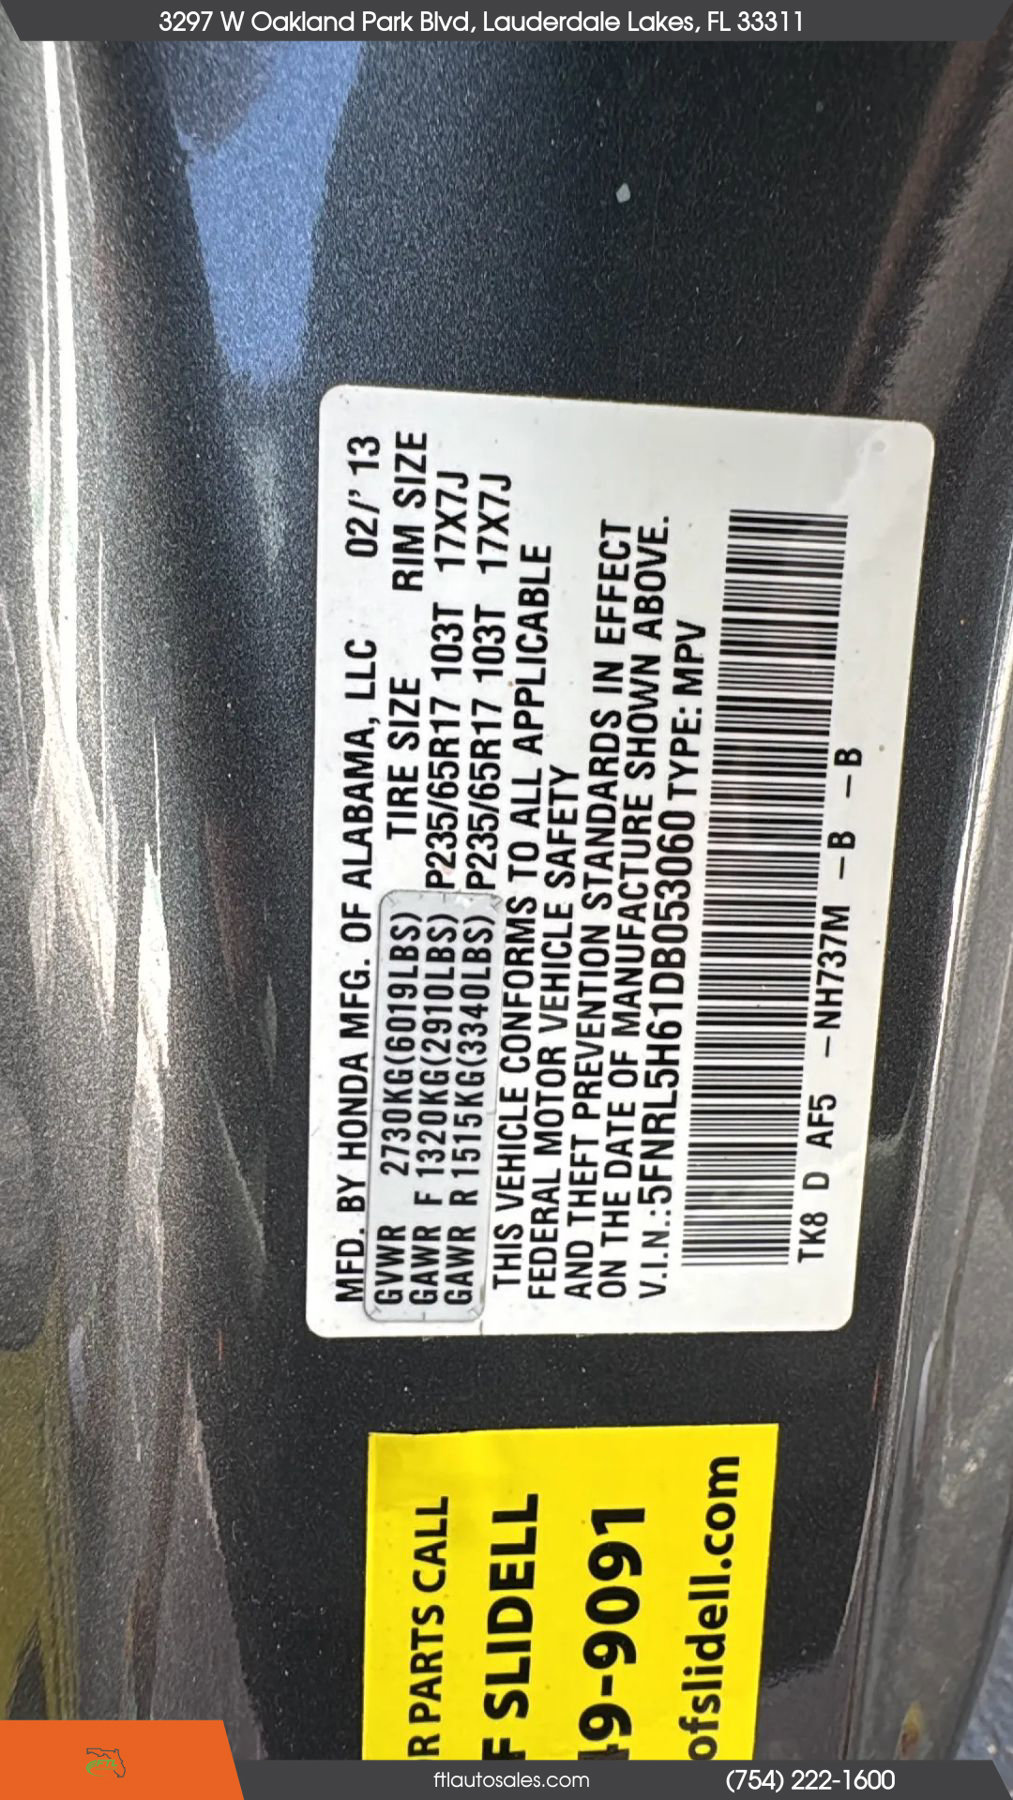 3297 W Oakland Park Blvd, Lauderdale Lakes, FL 33311
MFD. BY HONDA MFG. OF ALABAMA, LLC 02/'13
TIRE SIZE RIM SIZE
GVWR 2730KG(6019LBS)
GAWR F 1320KG(2910LBS) P235/65R17 103T 17X7J
GAWR R 1515KG(3340LBS) P235/65R17 103T 17X7J
THIS VEHICLE CONFORMS TO ALL APPLICABLE
FEDERAL MOTOR VEHICLE SAFETY
AND THEFT PREVENTION STANDARDS IN EFFECT
ON THE DATE OF MANUFACTURE SHOWN ABOVE.
V.I.N.:5FNRL5H61DB053060 TYPE: MPV
TK8 D AF5 -NH737M -B -B
R PARTS CALL
F SLIDELL
49-9091
ofslidell.com
ftlautosales.com
(754) 222-1600